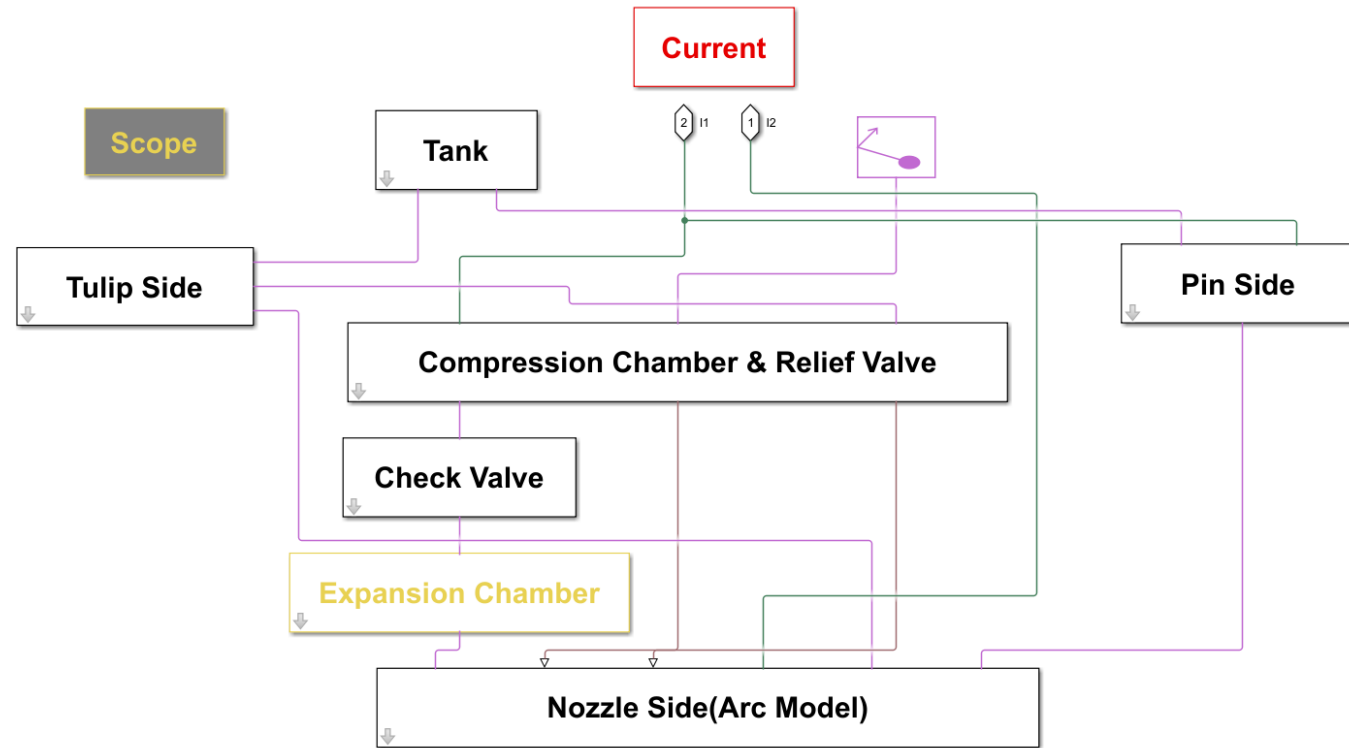 Current
Scope
Tank
2 I1
1 I2
Tulip Side
Pin Side
Compression Chamber & Relief Valve
Check Valve
Expansion Chamber
Nozzle Side(Arc Model)